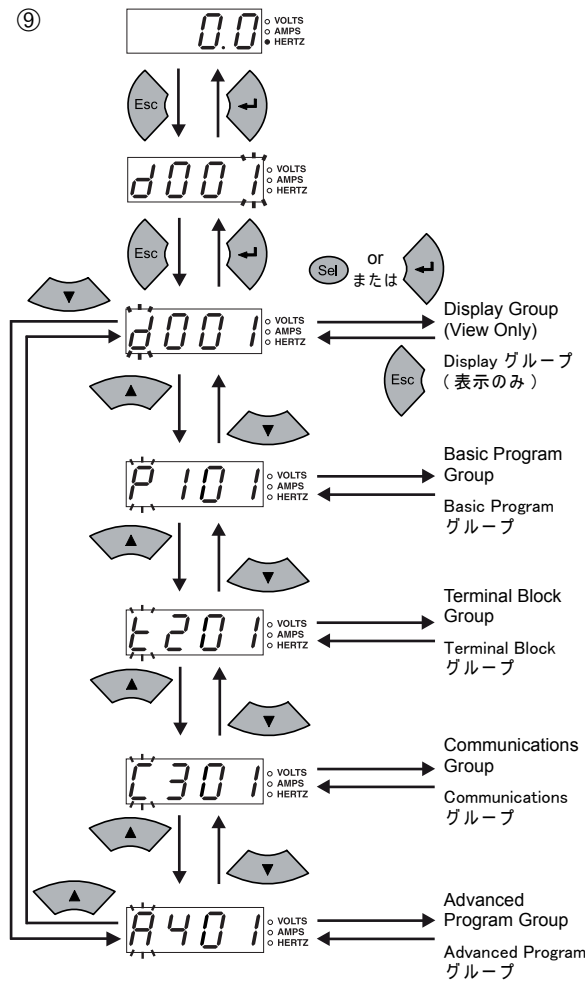 ⑨
0.0
VOLTS
AMPS
HERTZ
Esc
d001
VOLTS
AMPS
HERTZ
Esc
Sel
or
または
d001
VOLTS
AMPS
HERTZ
Display Group
(View Only)
Esc
Display グループ
(表示のみ)
P101
VOLTS
AMPS
HERTZ
Basic Program
Group
Basic Program
グループ
t201
VOLTS
AMPS
HERTZ
Terminal Block
Group
Terminal Block
グループ
C301
VOLTS
AMPS
HERTZ
Communications
Group
Communications
グループ
A401
VOLTS
AMPS
HERTZ
Advanced
Program Group
Advanced Program
グループ